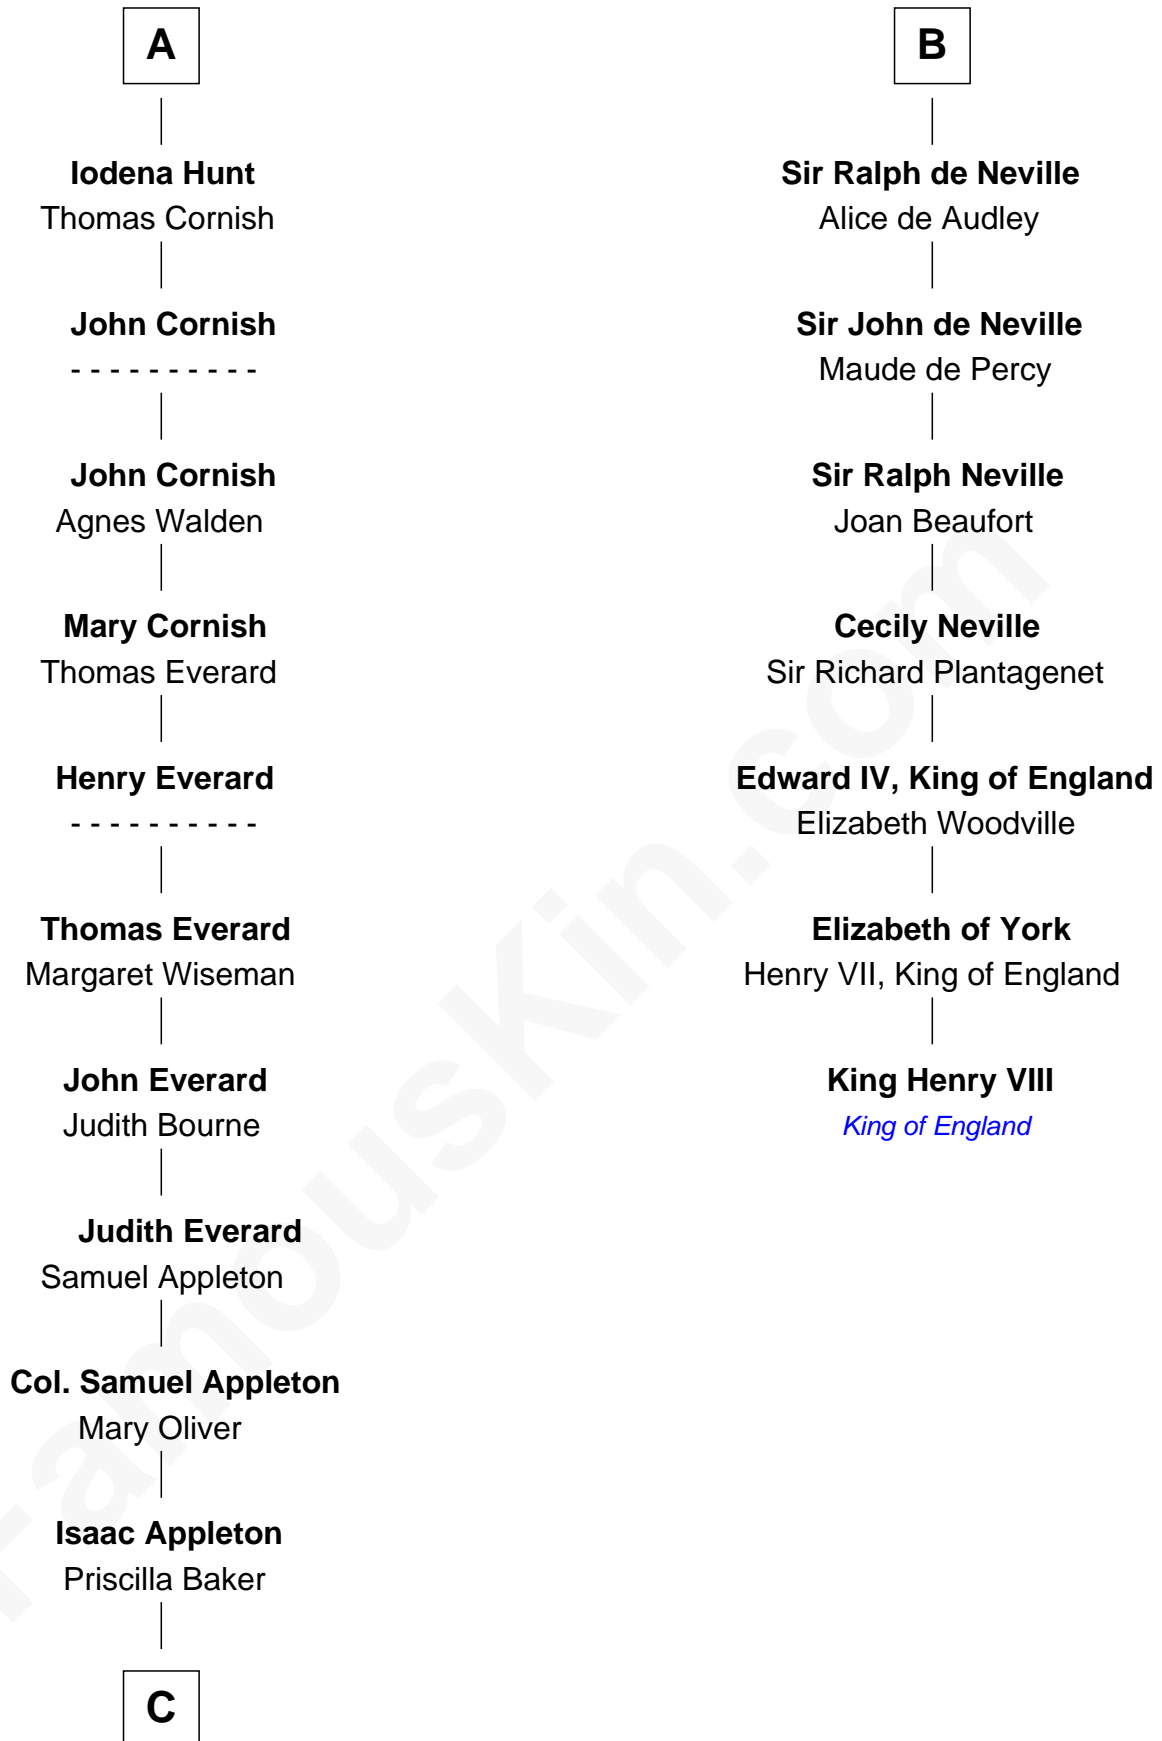 A
Iodena Hunt
Thomas Cornish
John Cornish
- - - - - - - - - -
John Cornish
Agnes Walden
Mary Cornish
Thomas Everard
Henry Everard
- - - - - - - - - -
Thomas Everard
Margaret Wiseman
John Everard
Judith Bourne
Judith Everard
Samuel Appleton
Col. Samuel Appleton
Mary Oliver
Isaac Appleton
Priscilla Baker
C
B
Sir Ralph de Neville
Alice de Audley
Sir John de Neville
Maude de Percy
Sir Ralph Neville
Joan Beaufort
Cecily Neville
Sir Richard Plantagenet
Edward IV, King of England
Elizabeth Woodville
Elizabeth of York
Henry VII, King of England
King Henry VIII
King of England
FamousKin.com